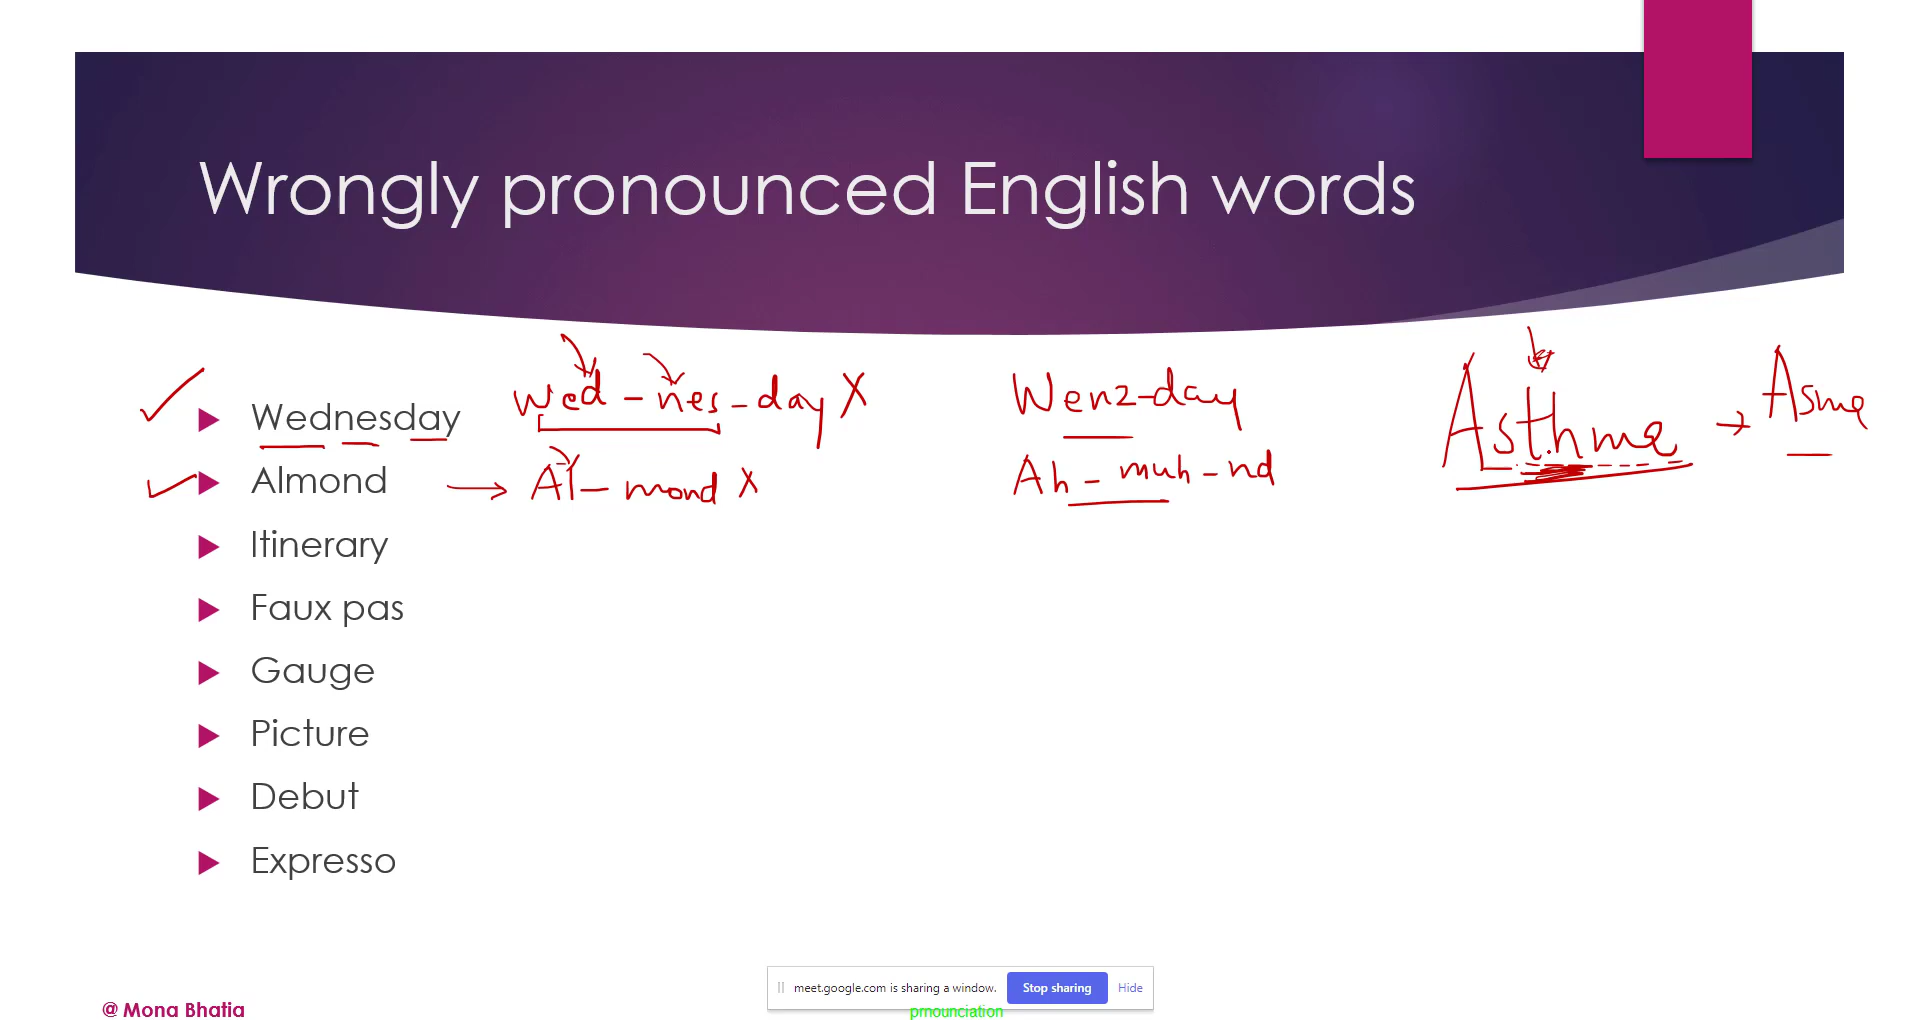 Wrongly pronounced English words
Wednesday Wed - nes - day X Wenz-day Asthma → Asma
Almond → Al - mond X Ah - muh - nd
Itinerary
Faux pas
Gauge
Picture
Debut
Expresso
meet.google.com is sharing a window. Stop sharing Hide
@ Mona Bhatia
prnounciation